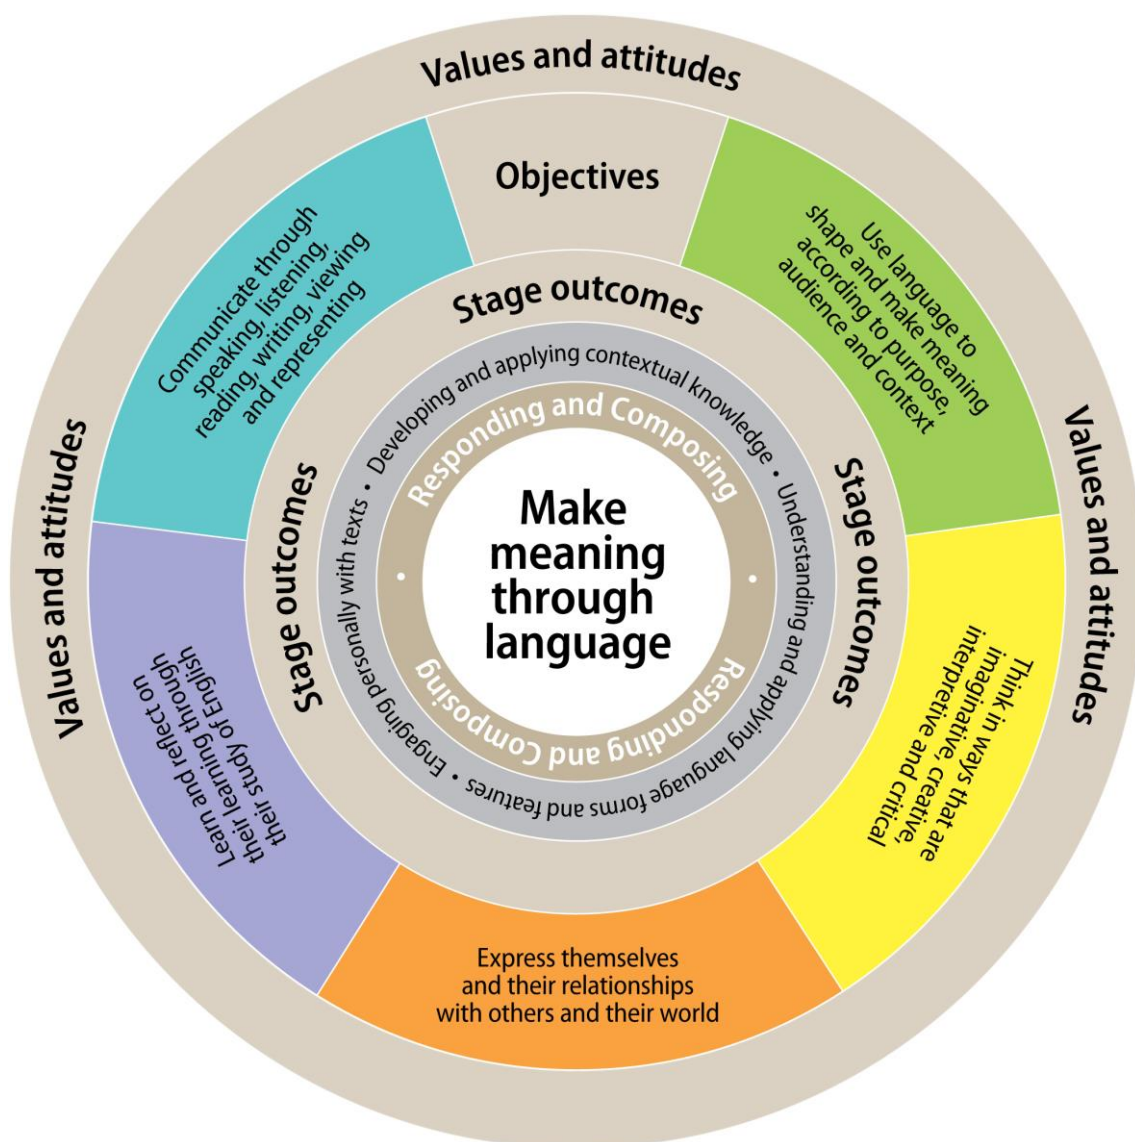 Values and attitudes
Objectives
Communicate through
speaking, listening,
reading, writing, viewing
and representing
Use language to
shape and make meaning
according to purpose,
audience and context
Stage outcomes
Developing and applying contextual knowledge • Understanding and applying language forms and features • Engaging personally with texts •
Responding and Composing •
Responding and Composing •
Make
meaning
through
language
Values and attitudes
Stage outcomes
Stage outcomes
Values and attitudes
Learn and reflect on
their learning through
their study of English
Think in ways that are
imaginative, creative,
interpretive and critical
Express themselves
and their relationships
with others and their world